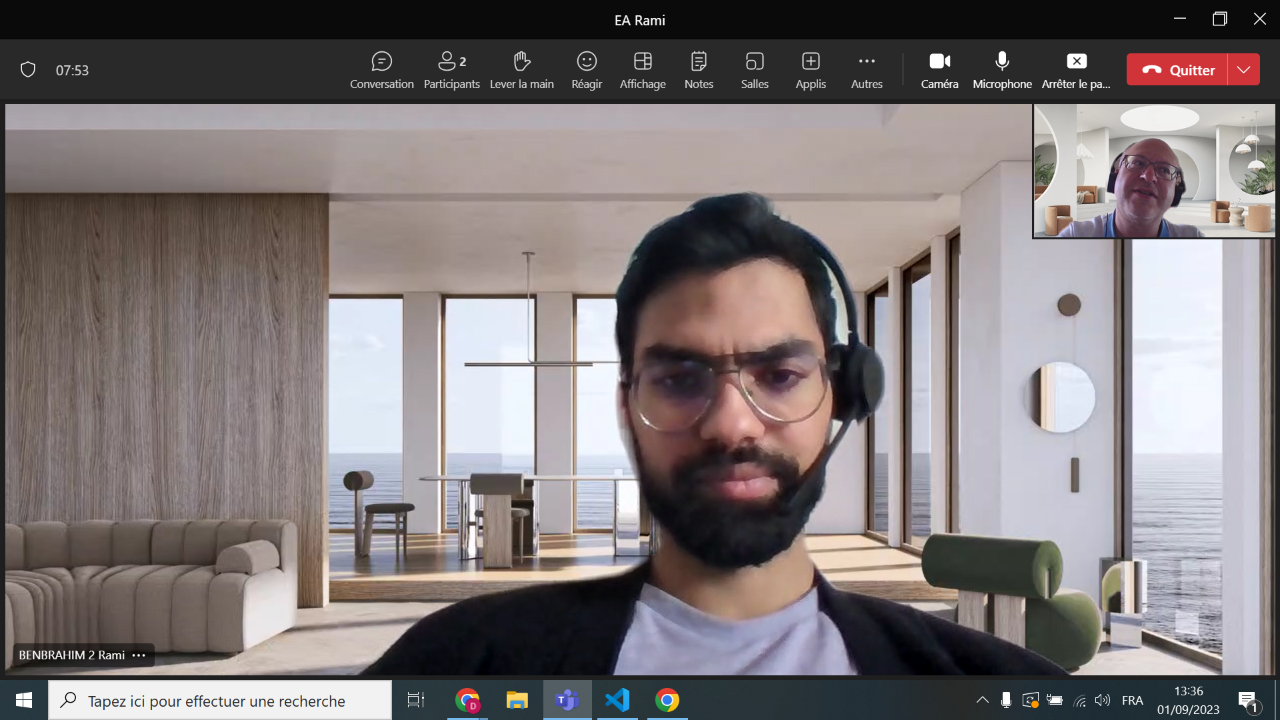 EA Rami
07:53
Conversation
Participants
2
Lever la main
Réagir
Affichage
Notes
Salles
Applis
Autres
Caméra
Microphone
Arrêter le pa...
Quitter
BENBRAHIM 2 Rami
Tapez ici pour effectuer une recherche
D
FRA
13:36
01/09/2023
1